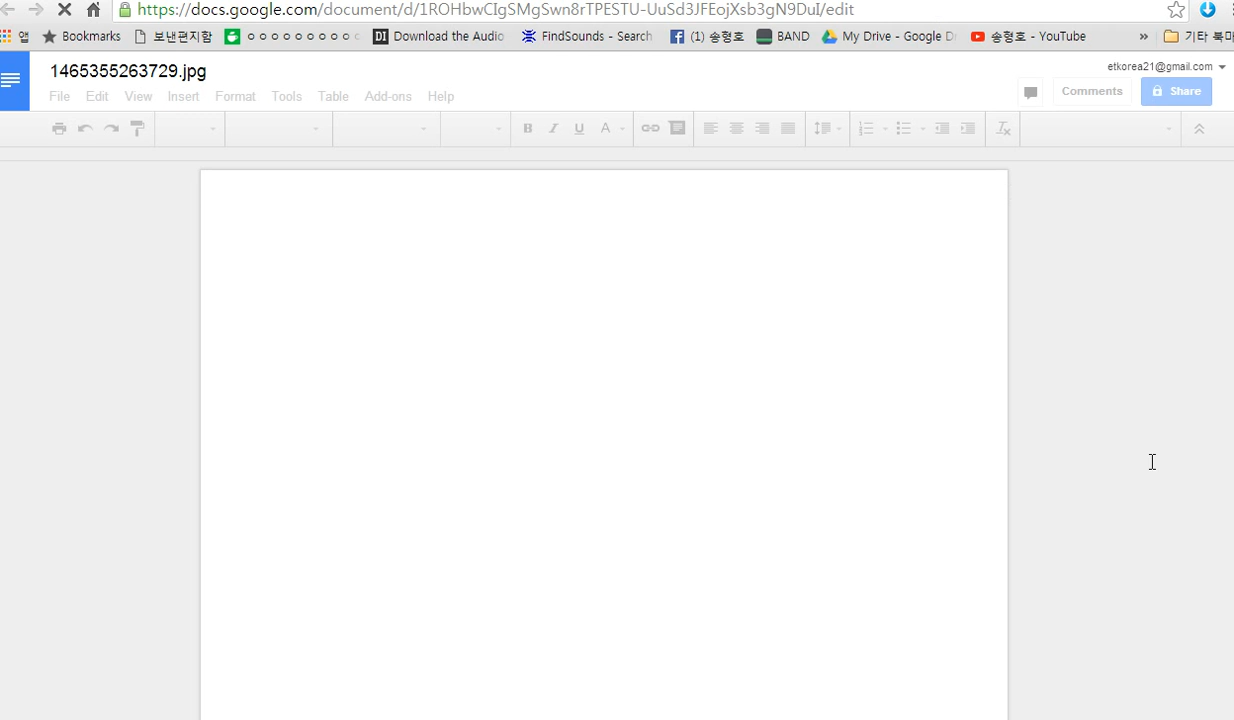 https://docs.google.com/document/d/1ROHbwCIgSMgSwn8rTPESTU-UuSd3JFEojXsb3gN9DuI/edit
앱 Bookmarks 보낸편지함 ㅇㅇㅇㅇㅇㅇㅇㅇㅇ DI Download the Audio FindSounds - Search (1) 송형호 BAND My Drive - Google D 송형호 - YouTube » 기타 북마
1465355263729.jpg
etkorea21@gmail.com
File Edit View Insert Format Tools Table Add-ons Help
Comments Share
B I U A